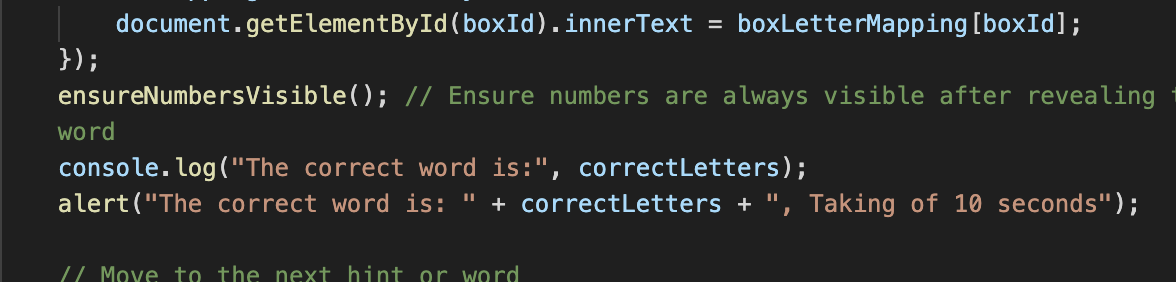 document.getElementById(boxId).innerText = boxLetterMapping[boxId];
});
ensureNumbersVisible(); // Ensure numbers are always visible after revealing
word
console.log("The correct word is:", correctLetters);
alert("The correct word is: " + correctLetters + ", Taking of 10 seconds");
// Move to the next hint or word